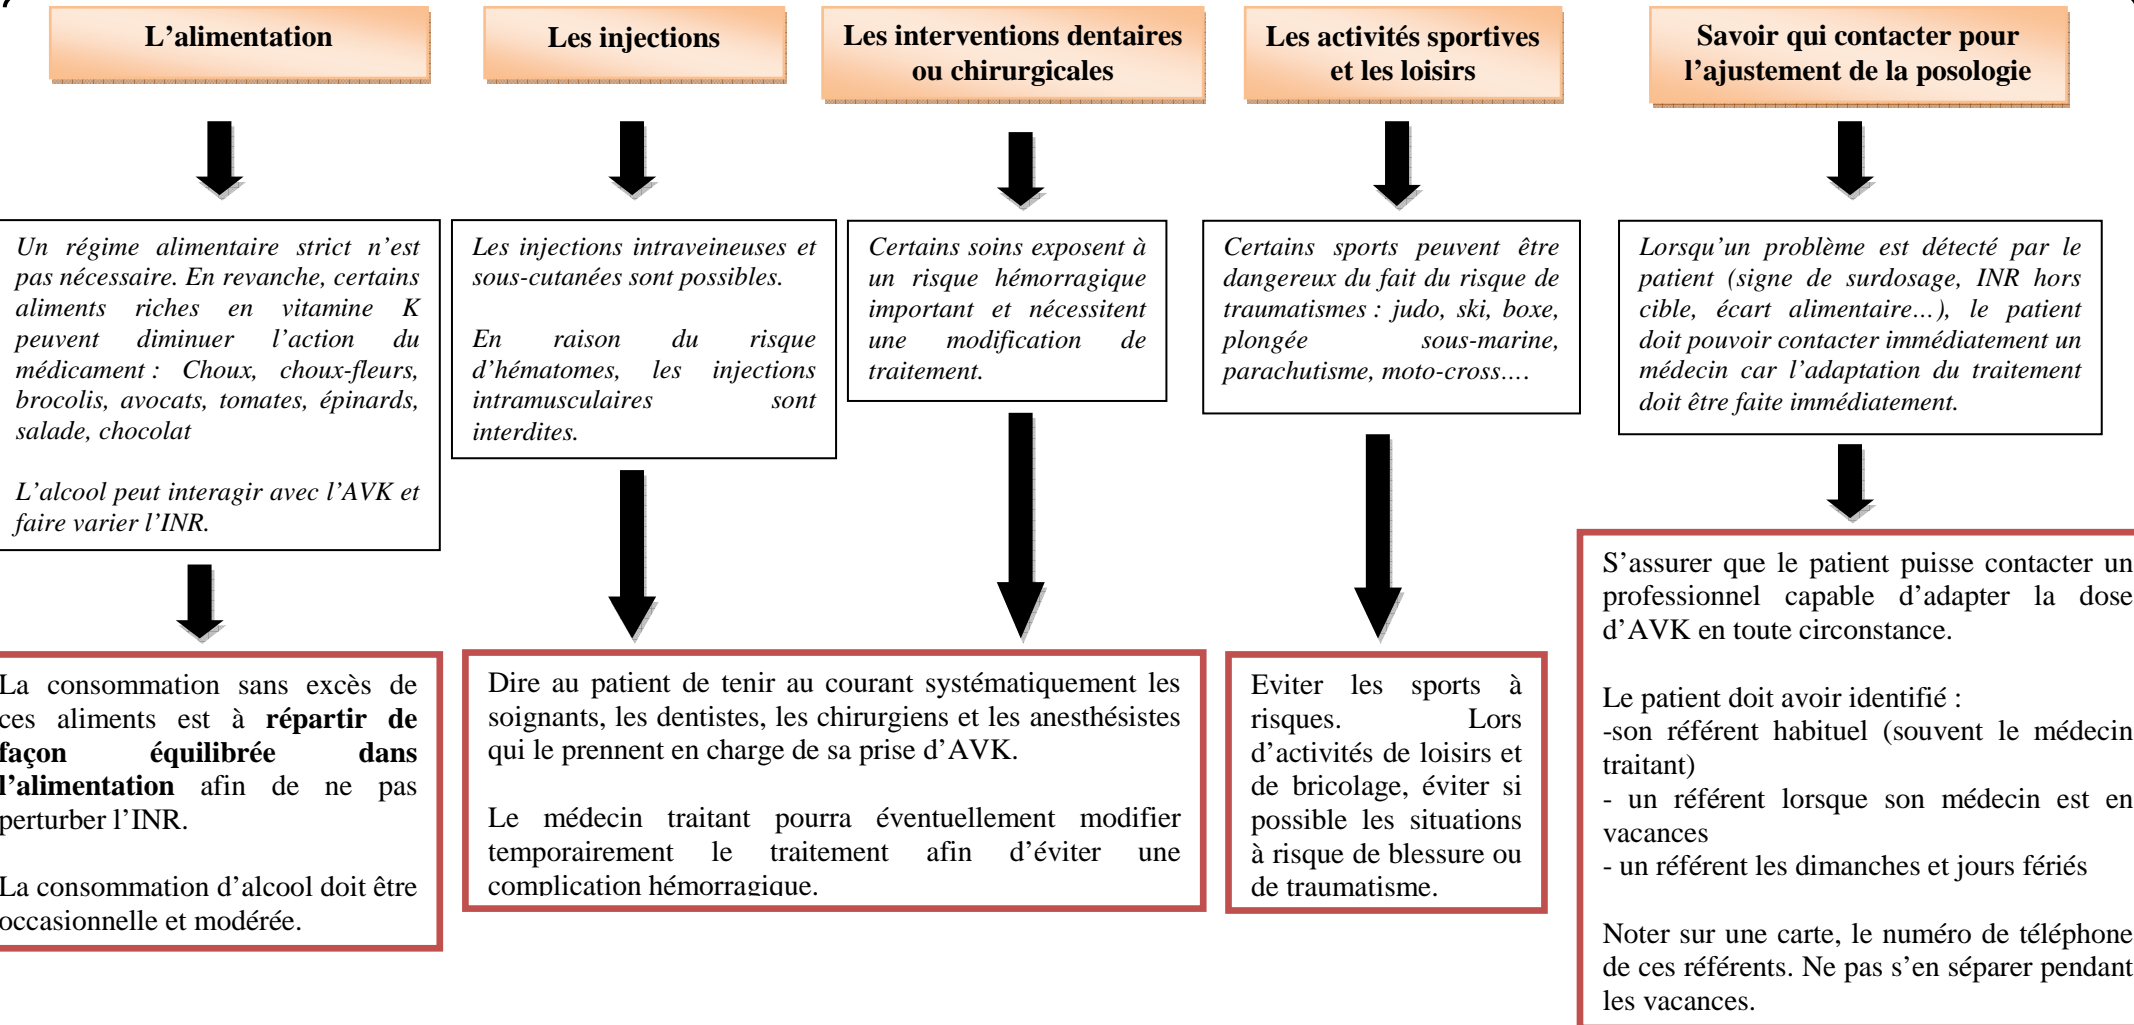 L’alimentation
Un régime alimentaire strict n’est
pas nécessaire. En revanche, certains
aliments riches en vitamine K
peuvent diminuer l’action du
médicament : Choux, choux-fleurs,
brocolis, avocats, tomates, épinards,
salade, chocolat
L’alcool peut interagir avec l’AVK et
faire varier l’INR.
La consommation sans excès de
ces aliments est à répartir de
façon équilibrée dans
l’alimentation afin de ne pas
perturber l’INR.
La consommation d’alcool doit être
occasionnelle et modérée.
Les injections
Les injections intraveineuses et
sous-cutanées sont possibles.
En raison du risque
d’hématomes, les injections
intramusculaires sont
interdites.
Les interventions dentaires
ou chirurgicales
Certains soins exposent à
un risque hémorragique
important et nécessitent
une modification de
traitement.
Dire au patient de tenir au courant systématiquement les
soignants, les dentistes, les chirurgiens et les anesthésistes
qui le prennent en charge de sa prise d’AVK.
Le médecin traitant pourra éventuellement modifier
temporairement le traitement afin d’éviter une
complication hémorragique.
Les activités sportives
et les loisirs
Certains sports peuvent être
dangereux du fait du risque de
traumatismes : judo, ski, boxe,
plongée sous-marine,
parachutisme, moto-cross….
Eviter les sports à
risques. Lors
d’activités de loisirs et
de bricolage, éviter si
possible les situations
à risque de blessure ou
de traumatisme.
Savoir qui contacter pour
l’ajustement de la posologie
Lorsqu’un problème est détecté par le
patient (signe de surdosage, INR hors
cible, écart alimentaire…), le patient
doit pouvoir contacter immédiatement un
médecin car l’adaptation du traitement
doit être faite immédiatement.
S’assurer que le patient puisse contacter un
professionnel capable d’adapter la dose
d’AVK en toute circonstance.
Le patient doit avoir identifié :
-son référent habituel (souvent le médecin
traitant)
- un référent lorsque son médecin est en
vacances
- un référent les dimanches et jours fériés
Noter sur une carte, le numéro de téléphone
de ces référents. Ne pas s’en séparer pendant
les vacances.